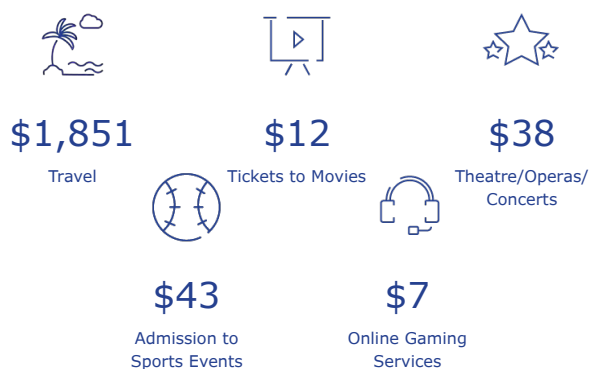 $1,851
Travel
$12
Tickets to Movies
$38
Theatre/Operas/
Concerts
$43
Admission to
Sports Events
$7
Online Gaming
Services